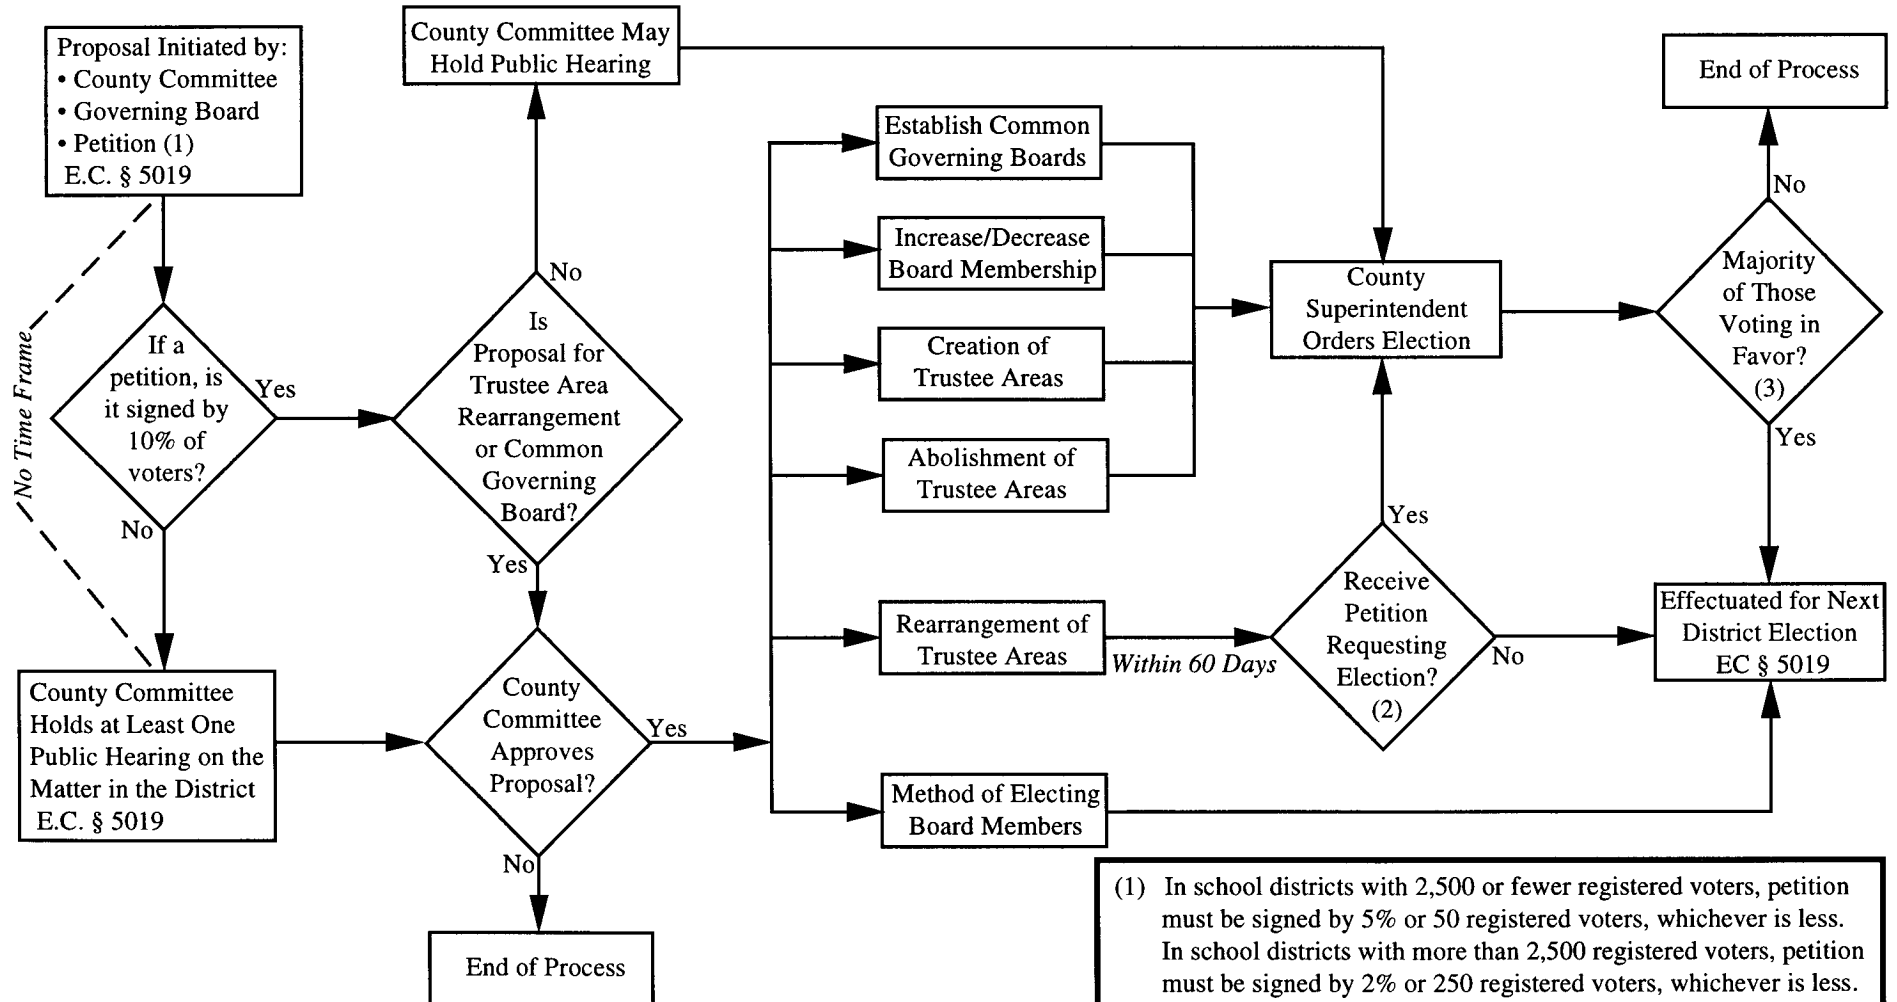 Proposal Initiated by:
• County Committee
• Governing Board
• Petition (1)
E.C. § 5019
No Time Frame
If a
petition, is
it signed by
10% of
voters?
Yes
No
County Committee
Holds at Least One
Public Hearing on the
Matter in the District
E.C. § 5019
County Committee May
Hold Public Hearing
No
Is
Proposal for
Trustee Area
Rearrangement
or Common
Governing
Board?
Yes
County
Committee
Approves
Proposal?
Yes
No
End of Process
Establish Common
Governing Boards
Increase/Decrease
Board Membership
Creation of
Trustee Areas
Abolishment of
Trustee Areas
Rearrangement of
Trustee Areas
Within 60 Days
Method of Electing
Board Members
County
Superintendent
Orders Election
Yes
Receive
Petition
Requesting
Election?
(2)
No
End of Process
No
Majority
of Those
Voting in
Favor?
(3)
Yes
Effectuated for Next
District Election
EC § 5019
(1) In school districts with 2,500 or fewer registered voters, petition
must be signed by 5% or 50 registered voters, whichever is less.
In school districts with more than 2,500 registered voters, petition
must be signed by 2% or 250 registered voters, whichever is less.